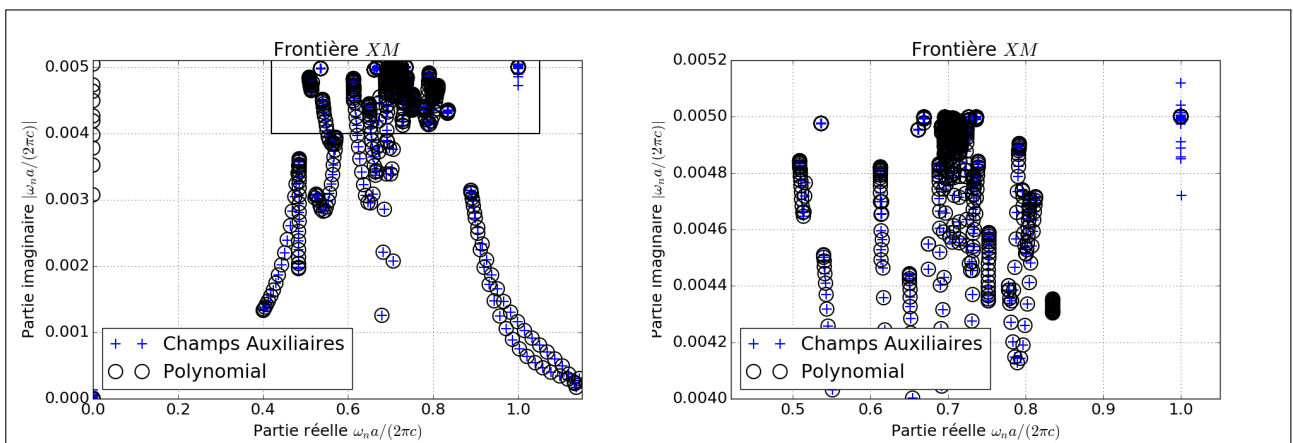 Frontière XM
0.005
0.004
0.003
0.002
0.001
0.000
Partie imaginaire |ω_n a/(2πc)|
+ + Champs Auxiliaires
○ ○ Polynomial
0.0 0.2 0.4 0.6 0.8 1.0
Partie réelle ω_n a/(2πc)
Frontière XM
0.0052
0.0050
0.0048
0.0046
0.0044
0.0042
0.0040
Partie imaginaire |ω_n a/(2πc)|
+ + Champs Auxiliaires
○ ○ Polynomial
0.5 0.6 0.7 0.8 0.9 1.0
Partie réelle ω_n a/(2πc)